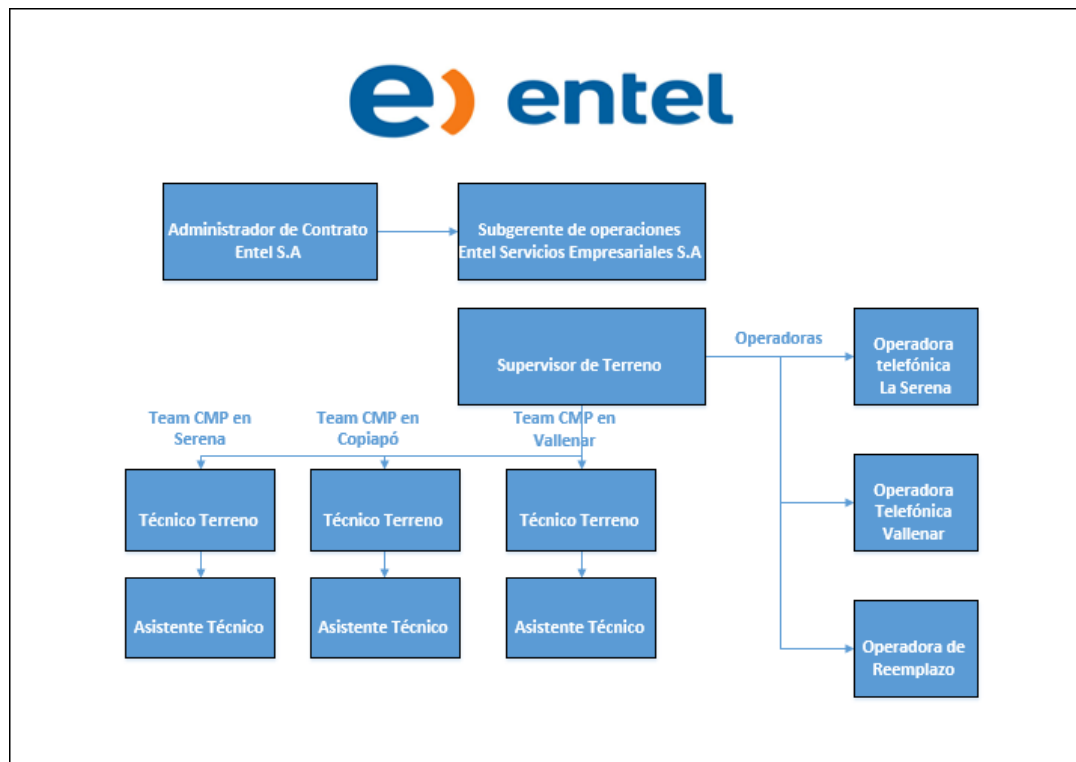 e) entel
Administrador de Contrato
Entel S.A
Subgerente de operaciones
Entel Servicios Empresariales S.A
Supervisor de Terreno
Operadoras
Operadora
telefónica
La Serena
Team CMP en
Serena
Team CMP en
Copiapó
Team CMP en
Vallenar
Técnico Terreno
Técnico Terreno
Técnico Terreno
Operadora
Telefónica
Vallenar
Asistente Técnico
Asistente Técnico
Asistente Técnico
Operadora de
Reemplazo